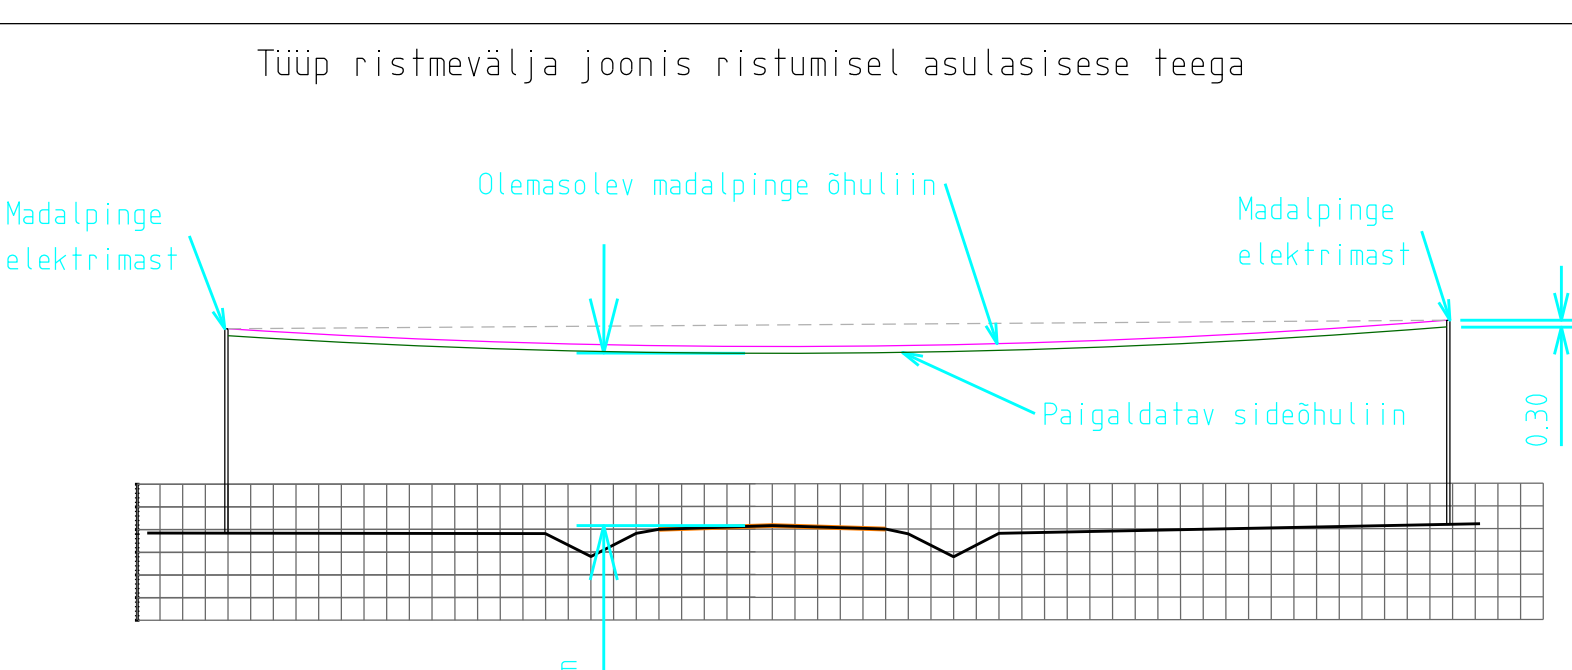 Tüüp ristmevälja joonis ristumisel asulasisese teega
Olemasolev madalpinge õhuliin
Madalpinge
elektrimast
Madalpinge
elektrimast
Paigaldatav sideõhuliin
0.30